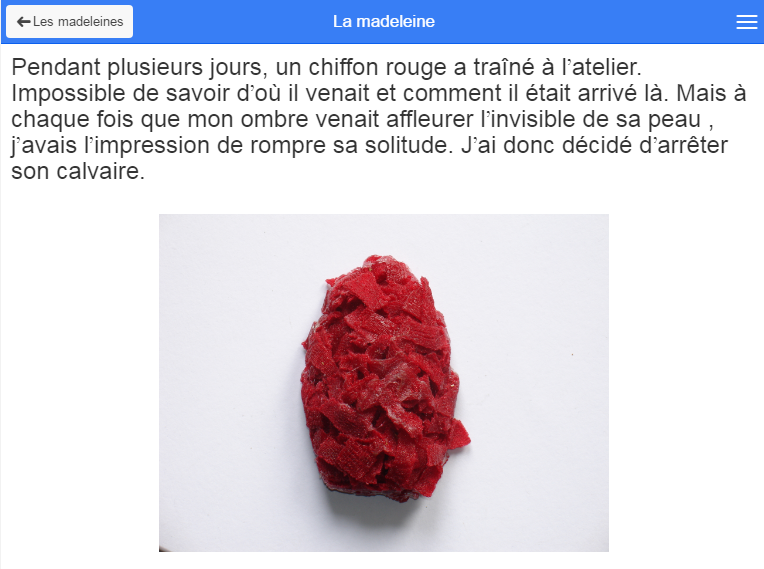 Les madeleines
La madeleine
Pendant plusieurs jours, un chiffon rouge a traîné à l’atelier.
Impossible de savoir d’où il venait et comment il était arrivé là. Mais à
chaque fois que mon ombre venait affleurer l’invisible de sa peau ,
j’avais l’impression de rompre sa solitude. J’ai donc décidé d’arrêter
son calvaire.